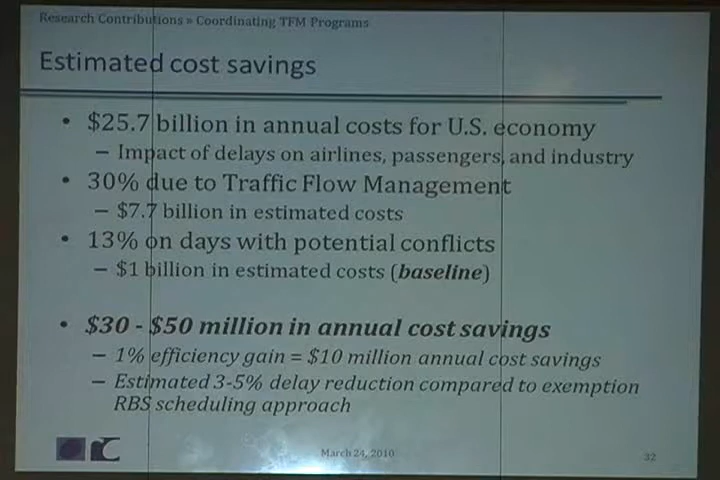 Research Contributions » Coordinating TFM Programs
Estimated cost savings
• $25.7 billion in annual costs for U.S. economy
– Impact of delays on airlines, passengers, and industry
• 30% due to Traffic Flow Management
– $7.7 billion in estimated costs
• 13% on days with potential conflicts
– $1 billion in estimated costs (baseline)
• $30 - $50 million in annual cost savings
– 1% efficiency gain = $10 million annual cost savings
– Estimated 3-5% delay reduction compared to exemption
RBS scheduling approach
March 24, 2010
32